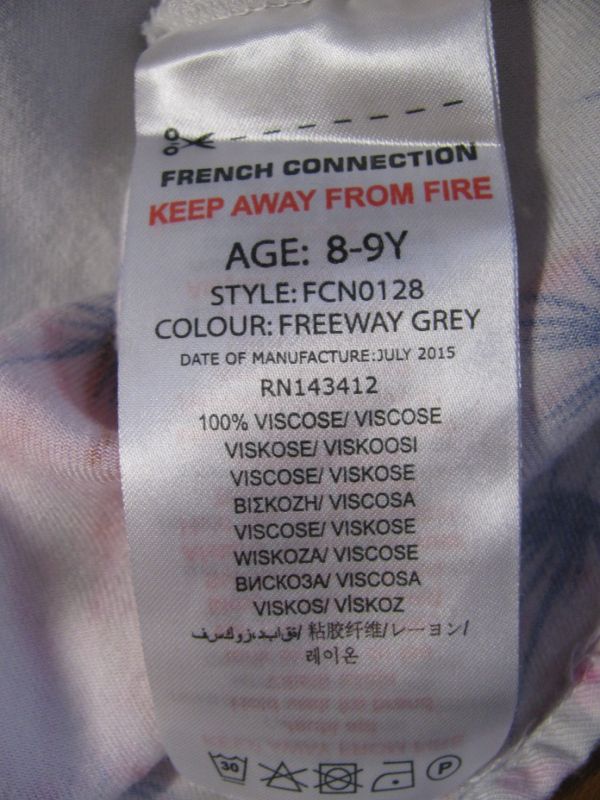 FRENCH CONNECTION
KEEP AWAY FROM FIRE
AGE: 8-9Y
STYLE: FCN0128
COLOUR: FREEWAY GREY
DATE OF MANUFACTURE:JULY 2015
RN143412
100% VISCOSE/ VISCOSE
VISKOSE/ VISKOOSI
VISCOSE/ VISKOSE
ΒΙΣΚΟΖΗ/ VISCOSA
VISCOSE/ VISKOSE
WISKOZA/ VISCOSE
ВИСКОЗА/ VISCOSA
VISKOS/ VİSKOZ
粘胶纤维/レーヨン/
레이온
30
P